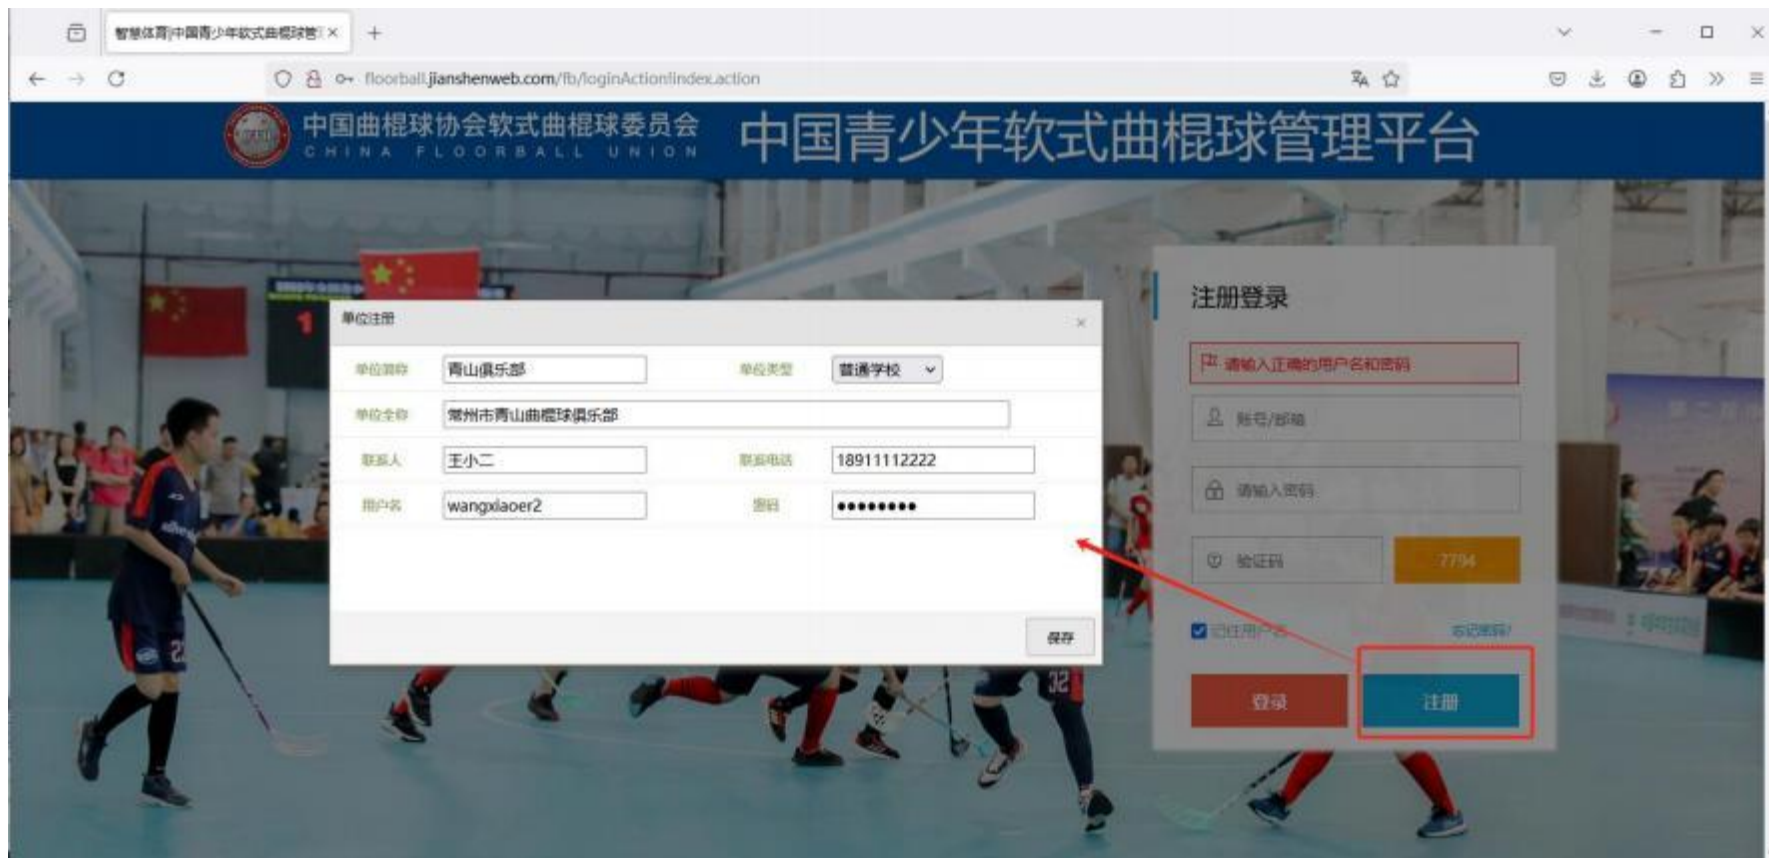 智慧体育|中国青少年软式曲棍球管
floorball.jianshenweb.com/fb/loginAction!index.action
中国曲棍球协会软式曲棍球委员会
CHINA FLOORBALL UNION
中国青少年软式曲棍球管理平台
1
单位注册
单位简称 青山俱乐部 单位类型 普通学校
单位全称 常州市青山曲棍球俱乐部
联系人 王小二 联系电话 18911112222
用户名 wangxiaoer2 密码 ●●●●●●●●
保存
注册登录
请输入正确的用户名和密码
账号/邮箱
请输入密码
验证码 7794
记住用户名 忘记密码?
登录 注册
22
32